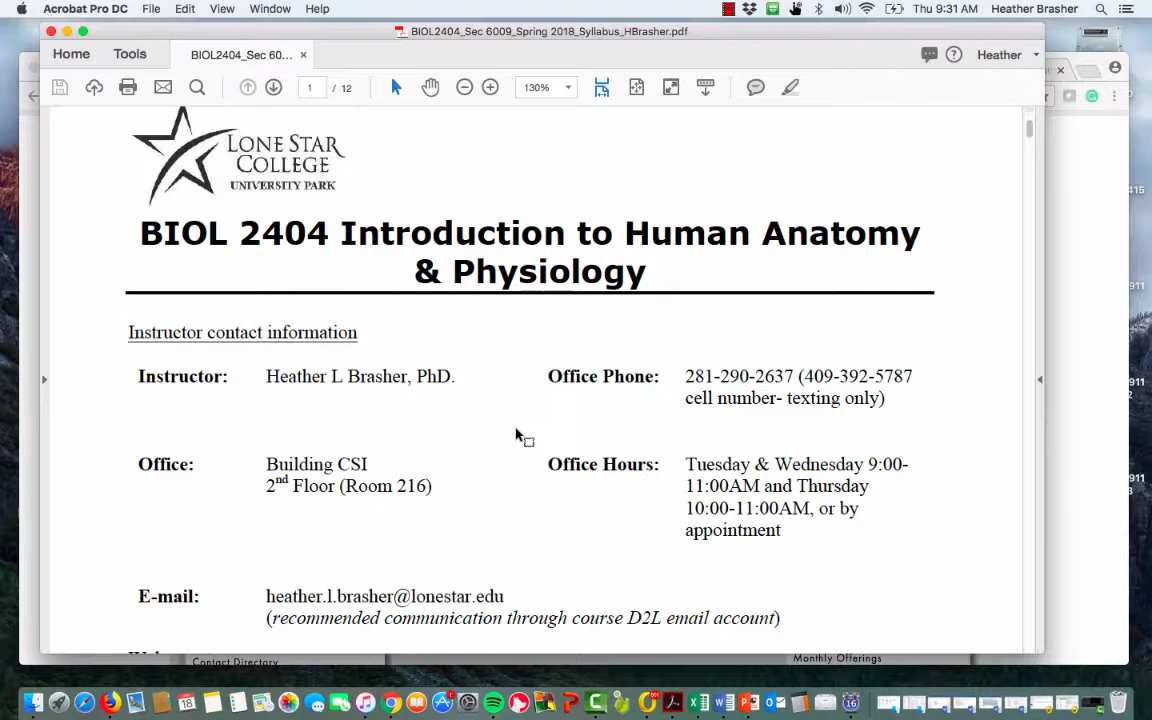 Acrobat Pro DC File Edit View Window Help Thu 9:31 AM Heather Brasher
BIOL2404_Sec 6009_Spring 2018_Syllabus_HBrasher.pdf
Home Tools BIOL2404_Sec 60... × Heather
1 / 12 130%
LONE STAR
COLLEGE
UNIVERSITY PARK
BIOL 2404 Introduction to Human Anatomy
& Physiology
Instructor contact information
Instructor: Heather L Brasher, PhD. Office Phone: 281-290-2637 (409-392-5787
cell number- texting only)
Office: Building CSI Office Hours: Tuesday & Wednesday 9:00-
2nd Floor (Room 216) 11:00AM and Thursday
10:00-11:00AM, or by
appointment
E-mail: heather.l.brasher@lonestar.edu
(recommended communication through course D2L email account)
Contact Directory Monthly Offerings
415
911
2
911
3